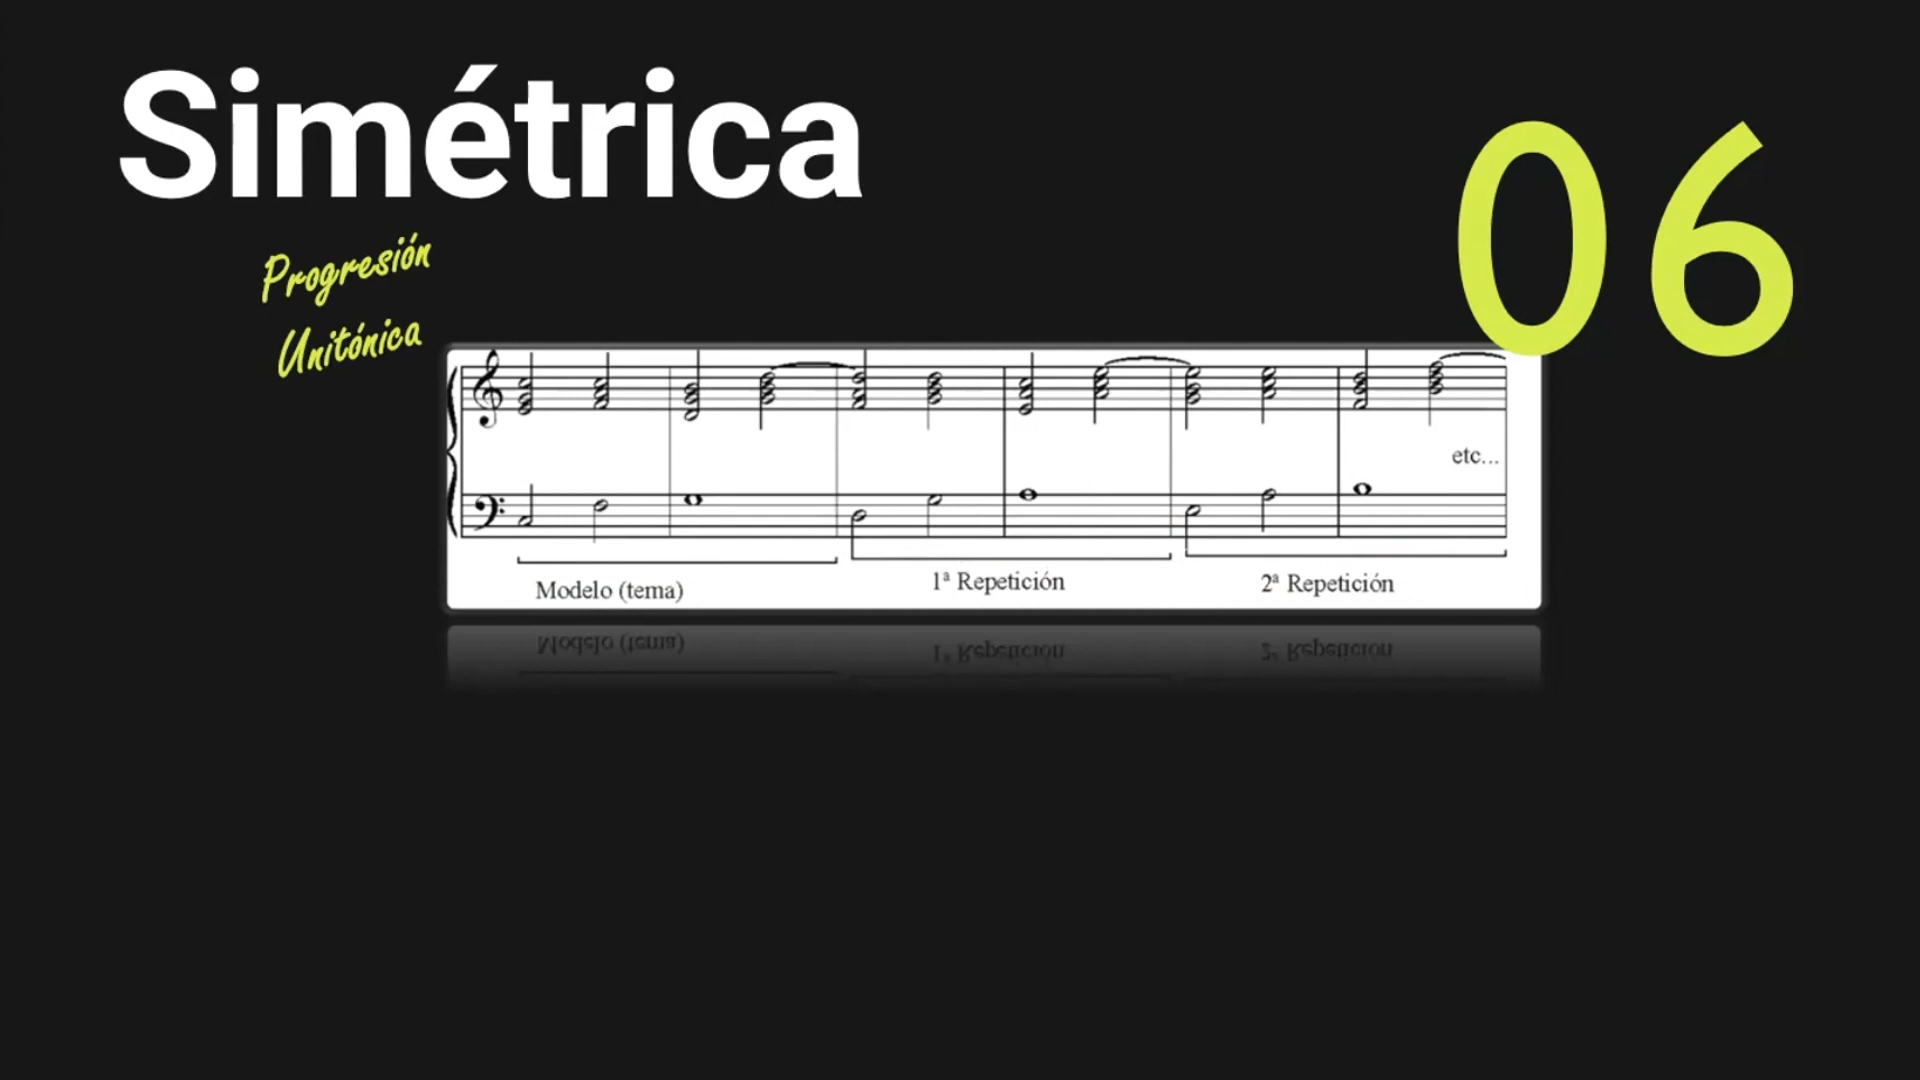 Simétrica
06
Progresión
Unitónica
etc...
Modelo (tema)
1ª Repetición
2ª Repetición